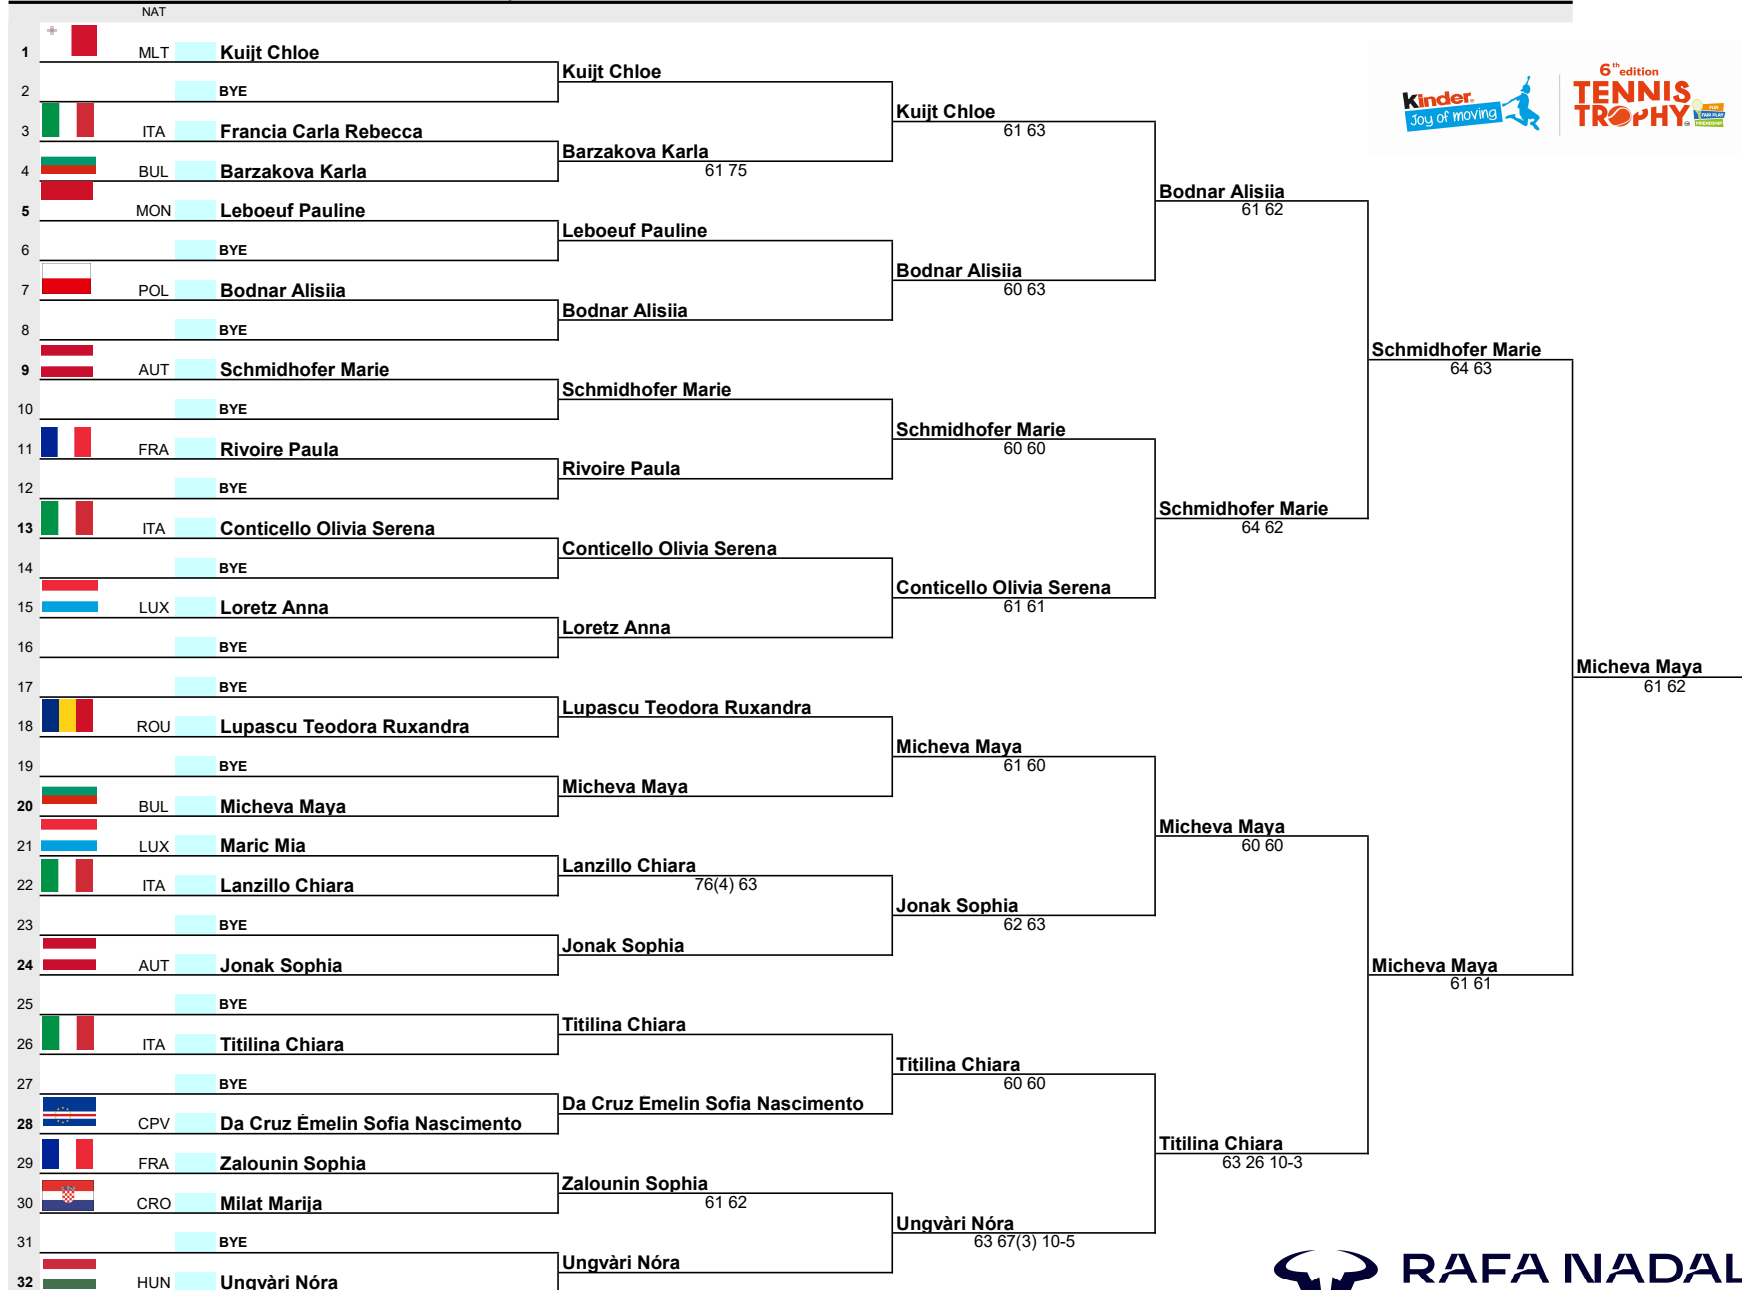 NAT
1 MLT Kuijt Chloe
Kuijt Chloe
2 BYE
Kuijt Chloe
61 63
3 ITA Francia Carla Rebecca
Barzakova Karla
61 75
4 BUL Barzakova Karla
Bodnar Alisiia
61 62
5 MON Leboeuf Pauline
Leboeuf Pauline
6 BYE
Bodnar Alisiia
60 63
7 POL Bodnar Alisiia
Bodnar Alisiia
8 BYE
Schmidhofer Marie
64 63
9 AUT Schmidhofer Marie
Schmidhofer Marie
10 BYE
Schmidhofer Marie
60 60
11 FRA Rivoire Paula
Rivoire Paula
12 BYE
Schmidhofer Marie
64 62
13 ITA Conticello Olivia Serena
Conticello Olivia Serena
14 BYE
Conticello Olivia Serena
61 61
15 LUX Loretz Anna
Loretz Anna
16 BYE
Micheva Maya
61 62
17 BYE
Lupascu Teodora Ruxandra
18 ROU Lupascu Teodora Ruxandra
Micheva Maya
61 60
19 BYE
Micheva Maya
20 BUL Micheva Maya
Micheva Maya
60 60
21 LUX Maric Mia
Lanzillo Chiara
76(4) 63
22 ITA Lanzillo Chiara
Jonak Sophia
62 63
23 BYE
Jonak Sophia
24 AUT Jonak Sophia
Micheva Maya
61 61
25 BYE
Titilina Chiara
26 ITA Titilina Chiara
Titilina Chiara
60 60
27 BYE
Da Cruz Emelin Sofia Nascimento
28 CPV Da Cruz Emelin Sofia Nascimento
Titilina Chiara
63 26 10-3
29 FRA Zalounin Sophia
Zalounin Sophia
61 62
30 CRO Milat Marija
Ungvàri Nóra
63 67(3) 10-5
31 BYE
Ungvàri Nóra
32 HUN Ungvàri Nóra
Kinder
Joy of moving
6th edition
TENNIS
TROPHY
FUN
FAIR PLAY
FRIENDSHIP
RAFA NADAL